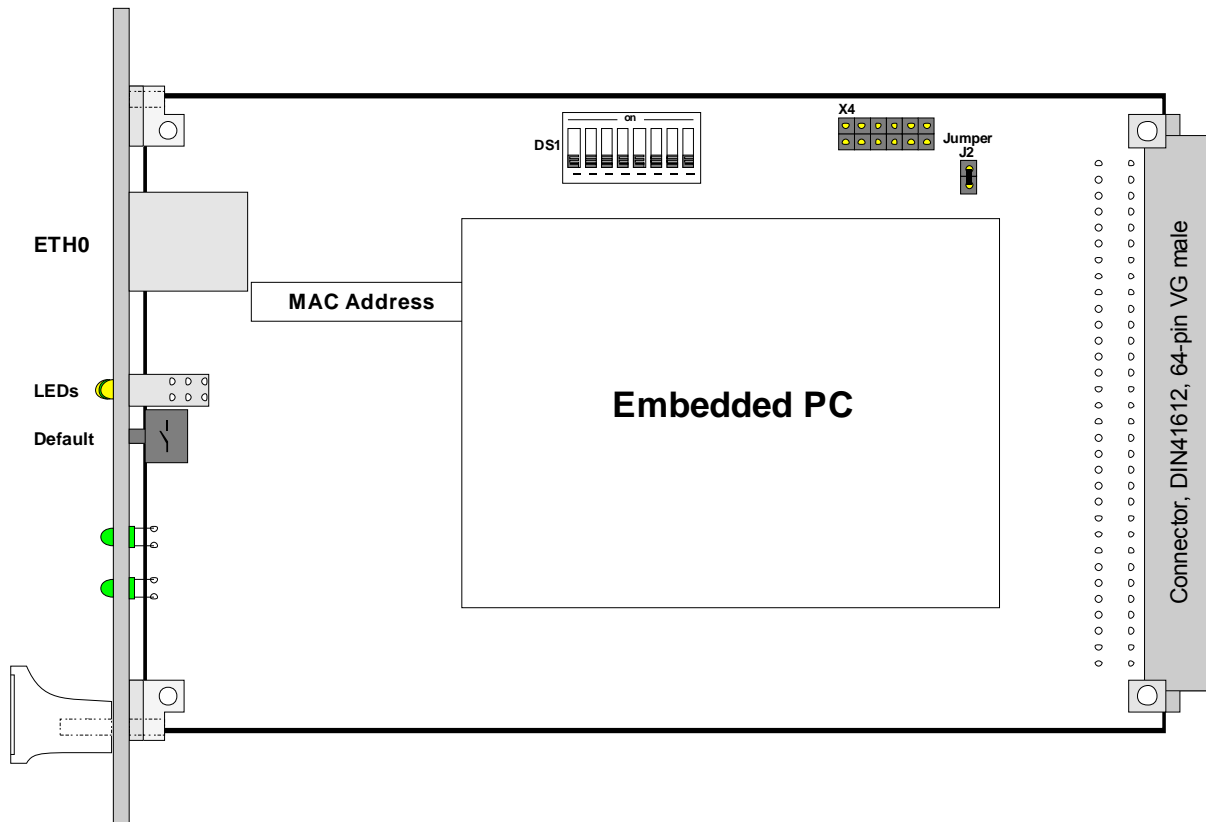 on
X4
DS1
Jumper
J2
ETH0
MAC Address
LEDs
Embedded PC
Default
Connector, DIN41612, 64-pin VG male